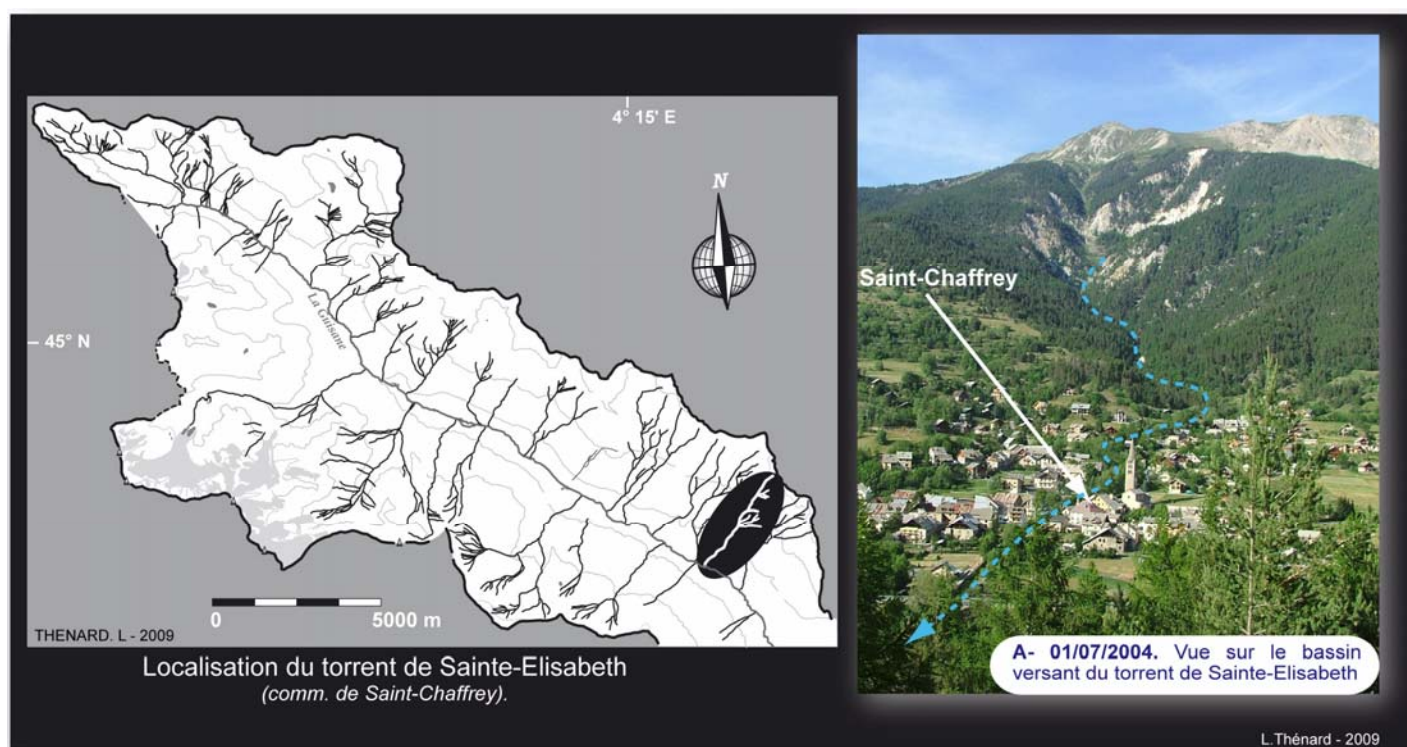 4° 15' E
N
La Guisane
45° N
0 5000 m
THENARD. L - 2009
Localisation du torrent de Sainte-Elisabeth
(comm. de Saint-Chaffrey).
Saint-Chaffrey
A- 01/07/2004. Vue sur le bassin
versant du torrent de Sainte-Elisabeth
L.Thénard - 2009